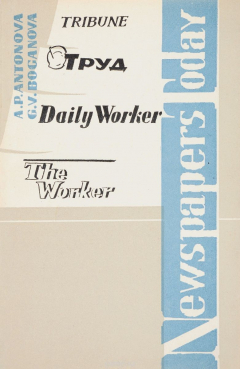 A.P.ANTONOVA
G.V.BOGANOVA
TRIBUNE
ТРУД
Daily Worker
The
Worker
Newspapers Today